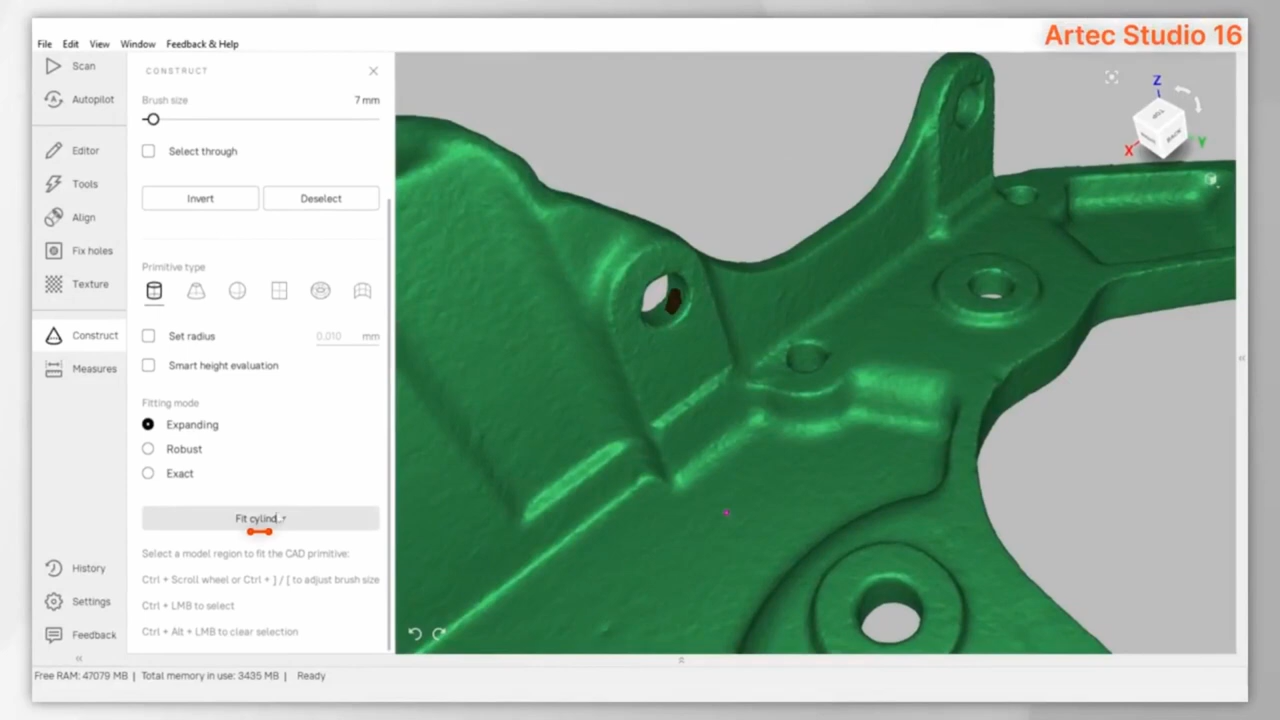 Artec Studio 16
File Edit View Window Feedback & Help
Scan
Autopilot
Editor
Tools
Align
Fix holes
Texture
Construct
Measures
History
Settings
Feedback
CONSTRUCT
Brush size 7 mm
Select through
Invert Deselect
Primitive type
Set radius 0.010 mm
Smart height evaluation
Fitting mode
Expanding
Robust
Exact
Fit cylinder
Select a model region to fit the CAD primitive:
Ctrl + Scroll wheel or Ctrl + ] / [ to adjust brush size
Ctrl + LMB to select
Ctrl + Alt + LMB to clear selection
Z
X
Y
TOP
BACK
Free RAM: 47079 MB | Total memory in use: 3435 MB | Ready